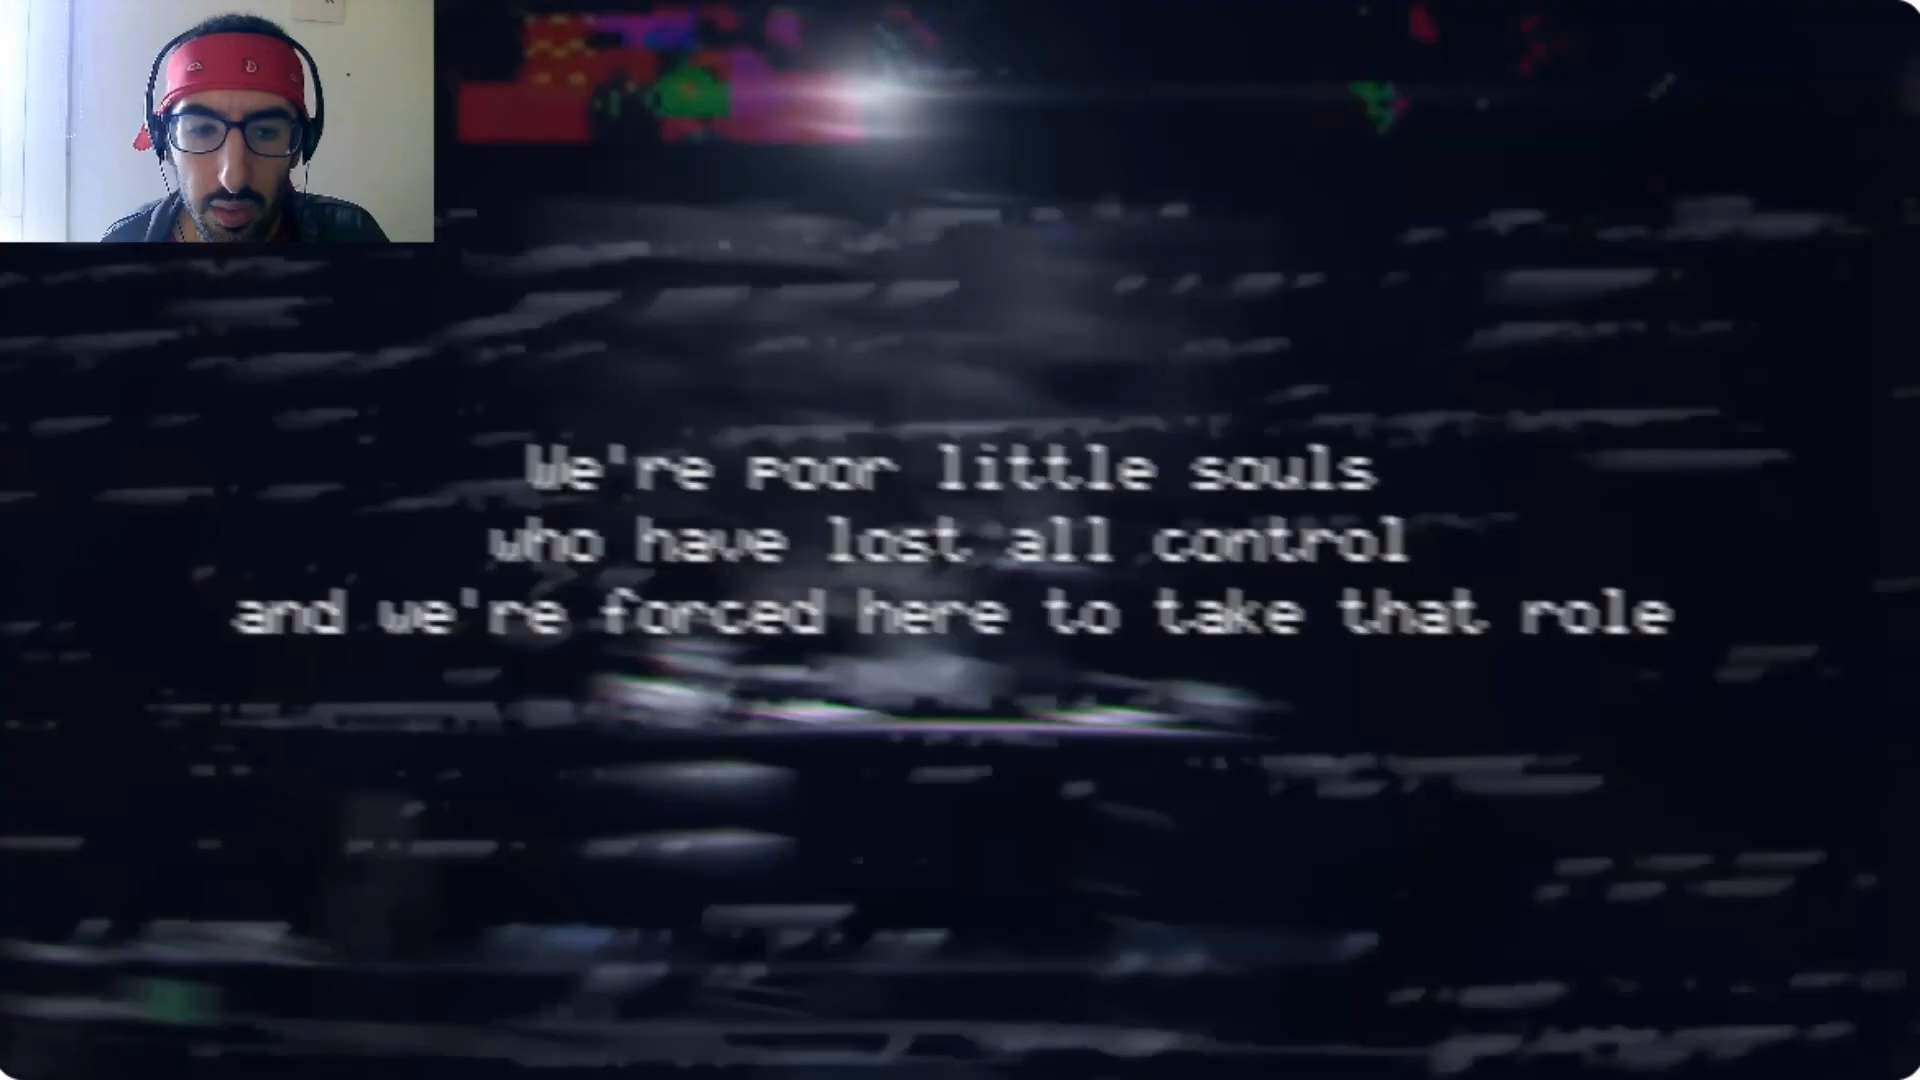 We're poor little souls
who have lost all control
and we're forced here to take that role